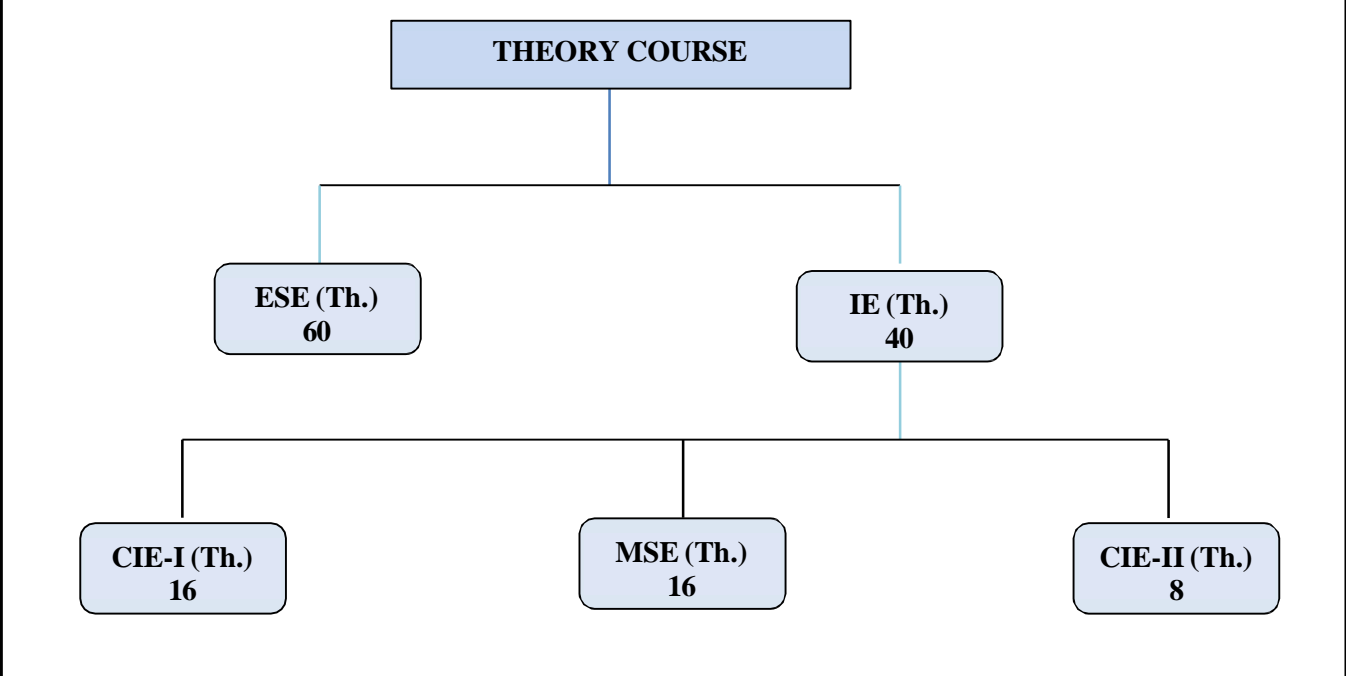 THEORY COURSE
ESE (Th.)
60
IE (Th.)
40
CIE-I (Th.)
16
MSE (Th.)
16
CIE-II (Th.)
8